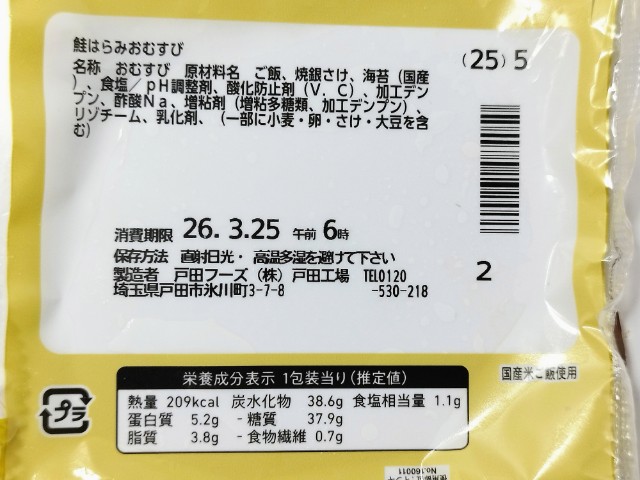 鮭はらみおむすび
(25)5
名称 おむすび 原材料名 ご飯、焼銀さけ、海苔(国産
)、食塩/pH調整剤、酸化防止剤(V.C)、加工デン
プン、酢酸Na、増粘剤(増粘多糖類、加工デンプン)、
リゾチーム、乳化剤、(一部に小麦・卵・さけ・大豆を含
む)
消費期限 26. 3.25 午前 6時
保存方法 直射日光・高温多湿を避けて下さい
製造者 戸田フーズ(株)戸田工場 TEL0120
埼玉県戸田市氷川町3-7-8 -530-218
2
国産米ご飯使用
栄養成分表示 1包装当り(推定値)
熱量 209kcal 炭水化物 38.6g 食塩相当量 1.1g
蛋白質 5.2g -糖質 37.9g
脂質 3.8g -食物繊維 0.7g
プラ
No.160011